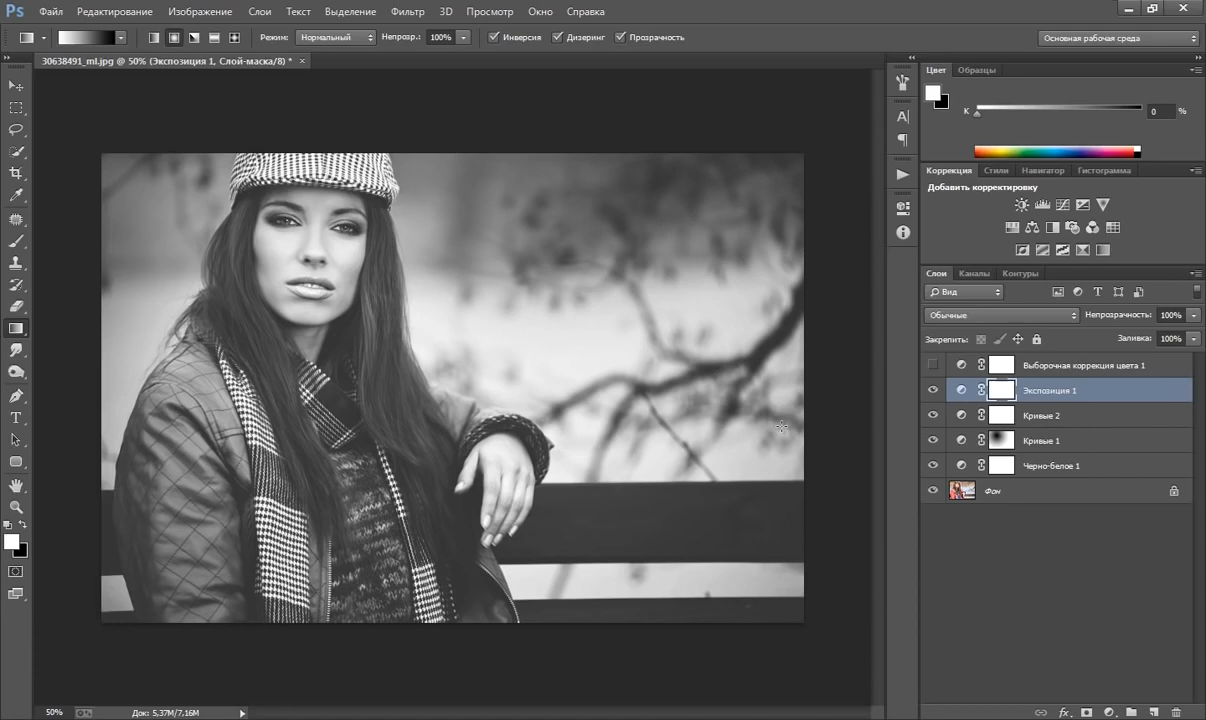 Ps Файл Редактирование Изображение Слои Текст Выделение Фильтр 3D Просмотр Окно Справка
Режим: Нормальный Непрозр.: 100% Инверсия Дизеринг Прозрачность Основная рабочая среда
30638491_ml.jpg @ 50% (Экспозиция 1, Слой-маска/8) * ×
Цвет Образцы
K 0 %
Коррекция Стили Навигатор Гистограмма
Добавить корректировку
Слои Каналы Контуры
Вид
Обычные Непрозрачность: 100%
Закрепить: Заливка: 100%
Выборочная коррекция цвета 1
Экспозиция 1
Кривые 2
Кривые 1
Черно-белое 1
Фон
50% Док: 5,37M/7,16M